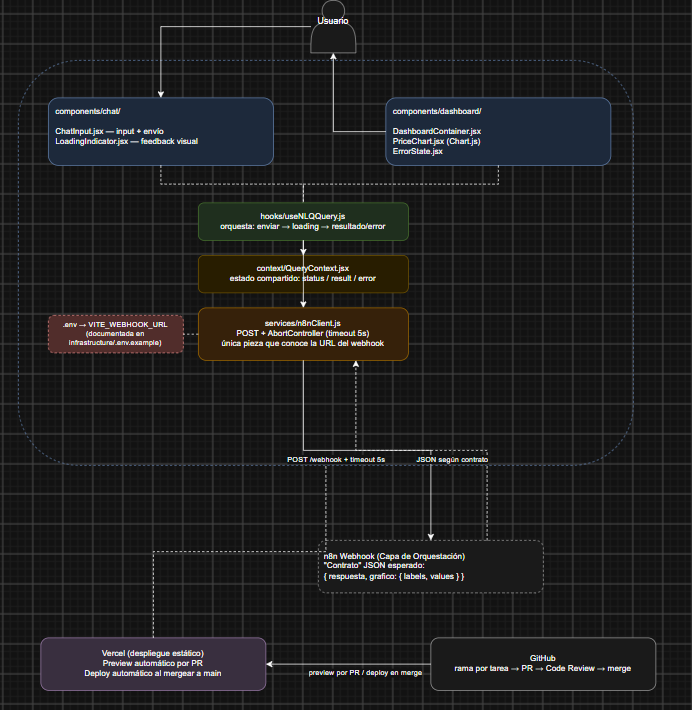 Usuario
components/chat/
ChatInput.jsx — input + envío
LoadingIndicator.jsx — feedback visual
components/dashboard/
DashboardContainer.jsx
PriceChart.jsx (Chart.js)
ErrorState.jsx
hooks/useNLQQuery.js
orquesta: enviar → loading → resultado/error
context/QueryContext.jsx
estado compartido: status / result / error
.env → VITE_WEBHOOK_URL
(documentada en
infrastructure/.env.example)
services/n8nClient.js
POST + AbortController (timeout 5s)
única pieza que conoce la URL del webhook
POST /webhook + timeout 5s
JSON según contrato
n8n Webhook (Capa de Orquestación)
"Contrato" JSON esperado:
{ respuesta, grafico: { labels, values } }
Vercel (despliegue estático)
Preview automático por PR
Deploy automático al mergear a main
preview por PR / deploy en merge
GitHub
rama por tarea → PR → Code Review → merge